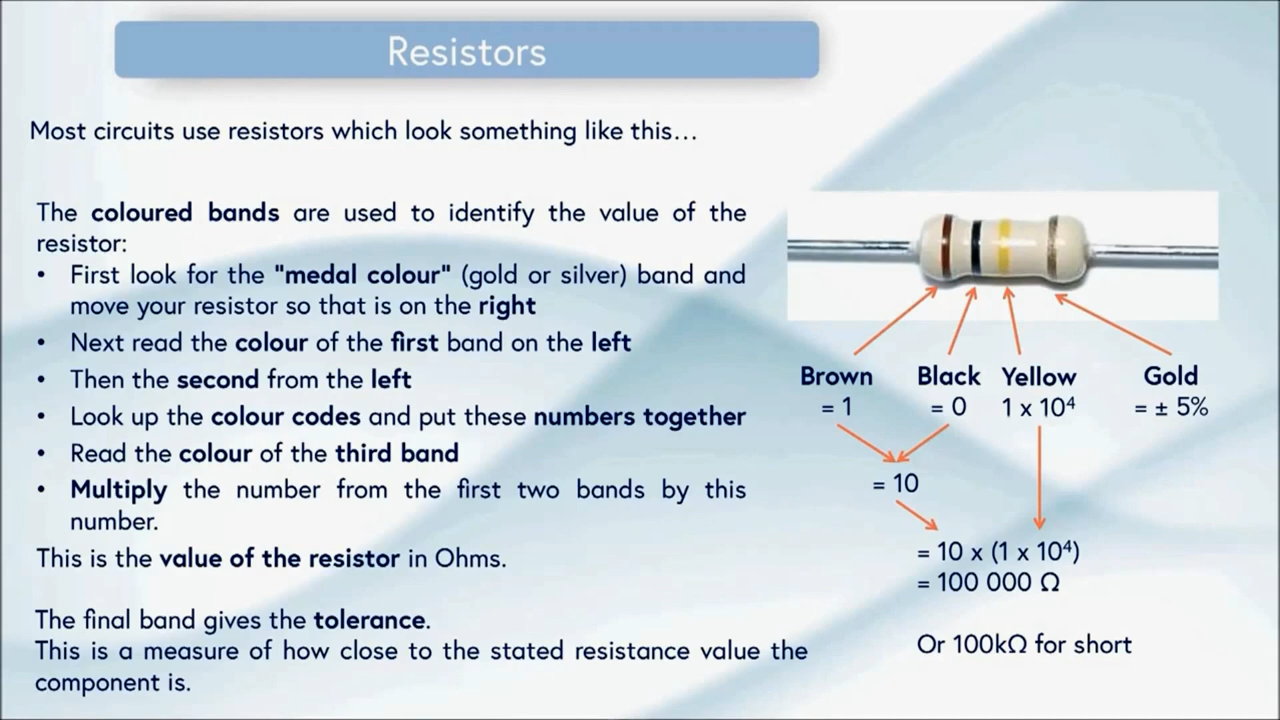 Resistors
Most circuits use resistors which look something like this…
The coloured bands are used to identify the value of the
resistor:
• First look for the "medal colour" (gold or silver) band and
move your resistor so that is on the right
• Next read the colour of the first band on the left
• Then the second from the left
• Look up the colour codes and put these numbers together
• Read the colour of the third band
• Multiply the number from the first two bands by this
number.
This is the value of the resistor in Ohms.
The final band gives the tolerance.
This is a measure of how close to the stated resistance value the
component is.
Brown Black Yellow Gold
= 1 = 0 1 x 10⁴ = ± 5%
= 10
= 10 x (1 x 10⁴)
= 100 000 Ω
Or 100kΩ for short